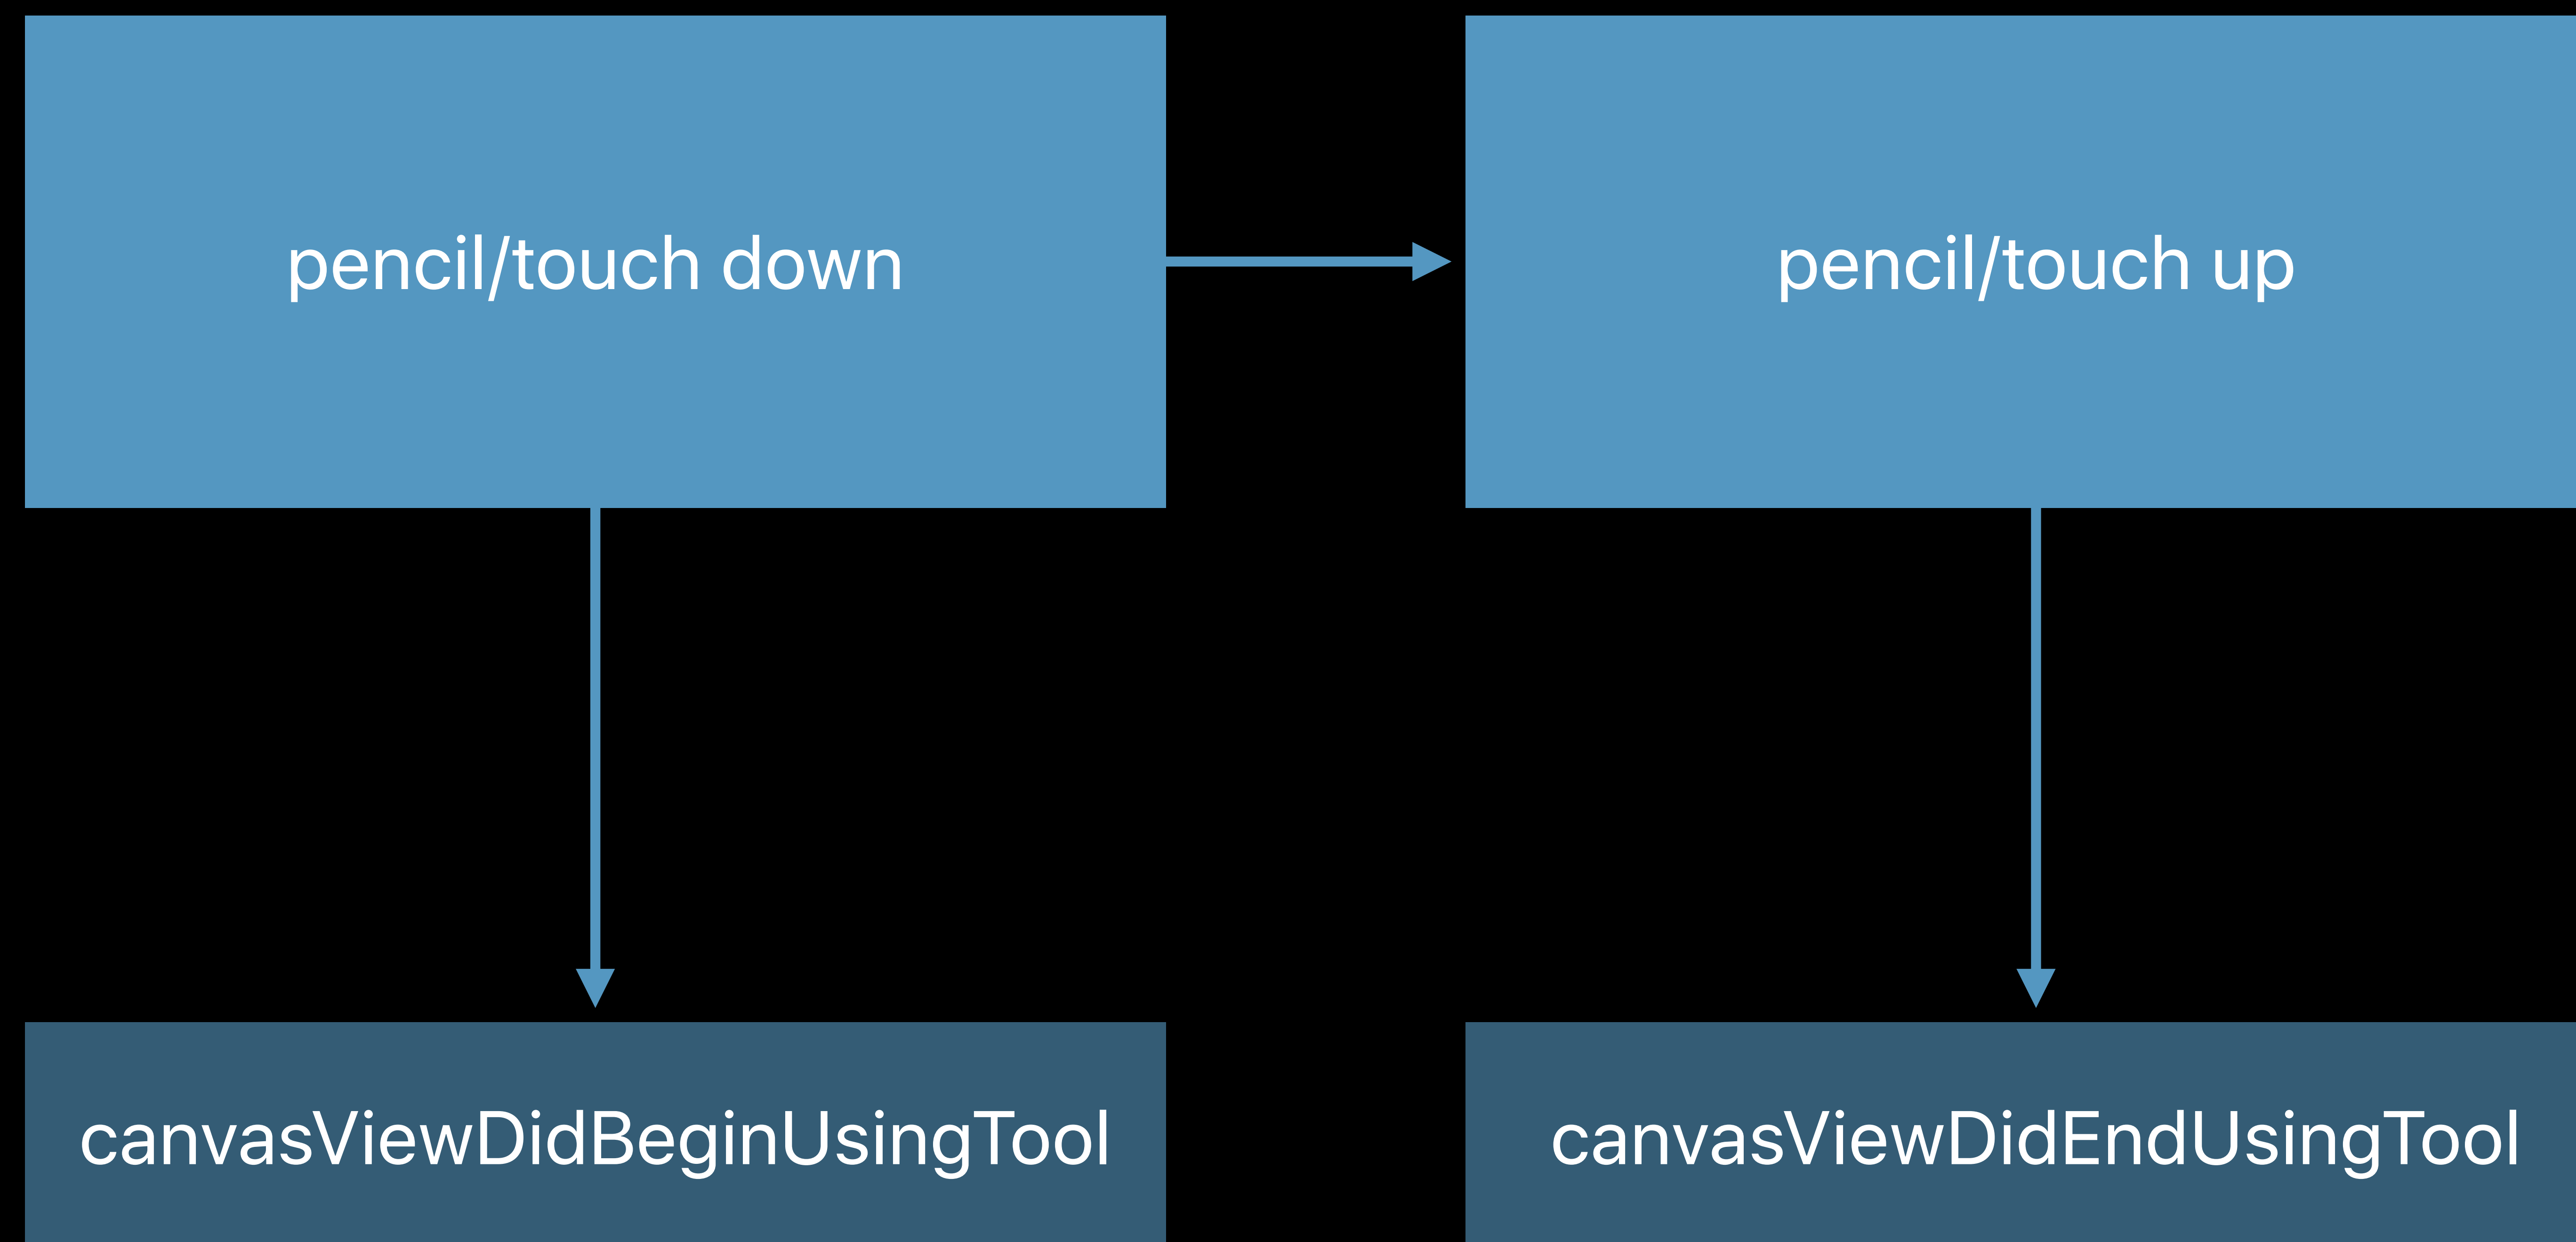 pencil/touch down
pencil/touch up
canvasViewDidBeginUsingTool
canvasViewDidEndUsingTool